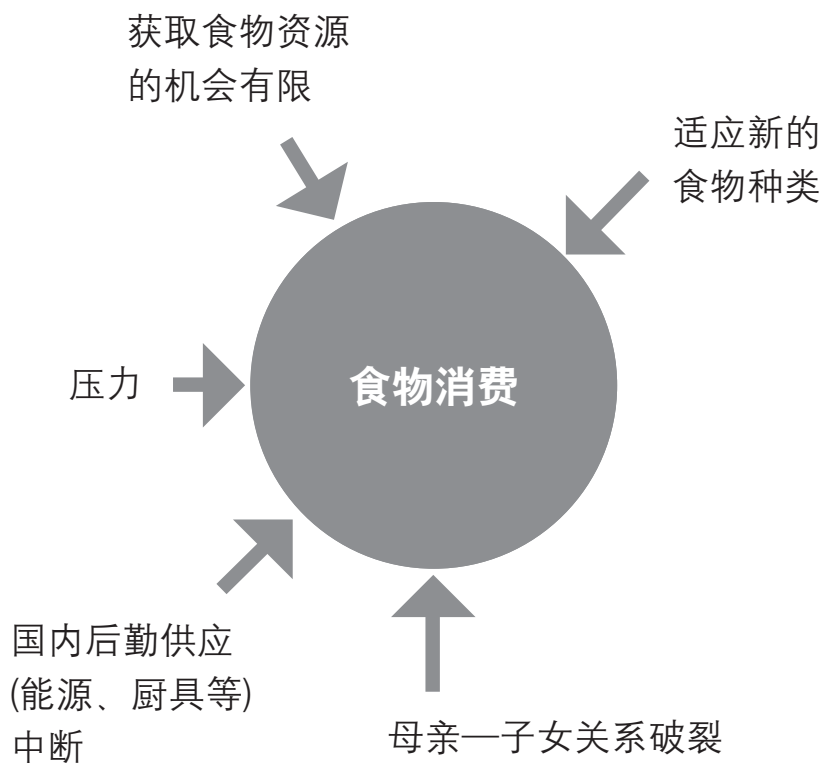 获取食物资源
的机会有限
适应新的
食物种类
压力
食物消费
国内后勤供应
(能源、厨具等)
中断
母亲—子女关系破裂